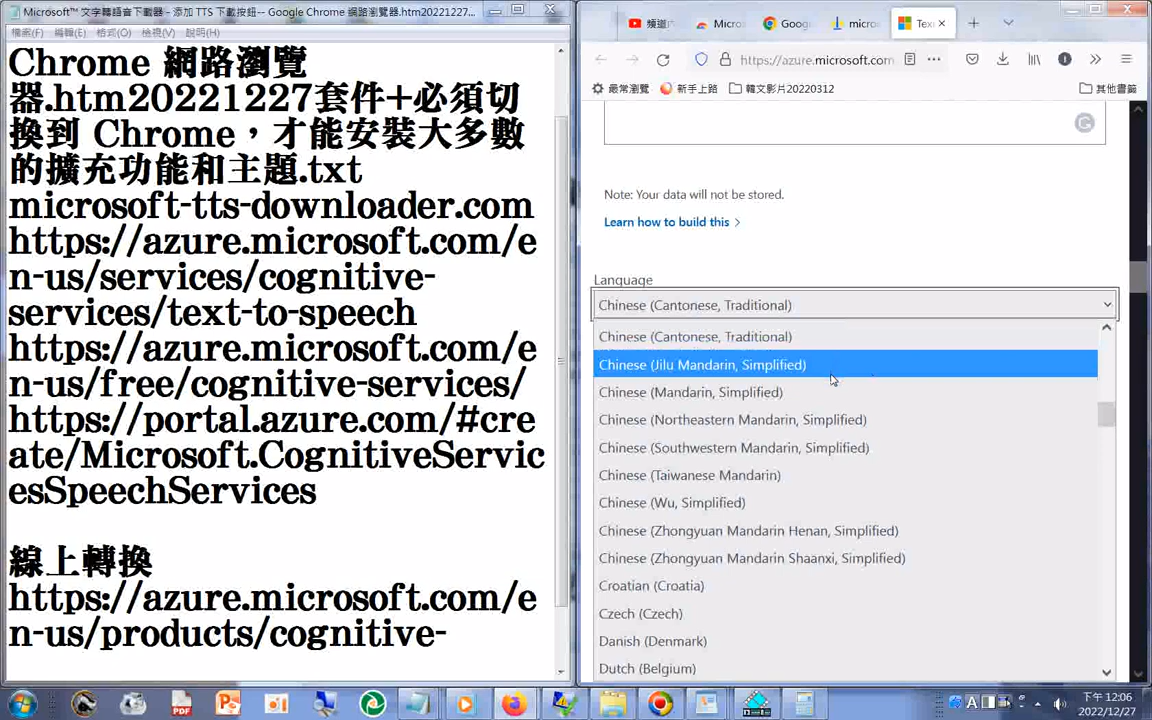 Microsoft™ 文字轉語音下載器 - 添加 TTS 下載按鈕-- Google Chrome 網路瀏覽器.htm20221227...
檔案(F) 編輯(E) 格式(O) 檢視(V) 說明(H)
Chrome 網路瀏覽
器.htm20221227套件+必須切
換到 Chrome，才能安裝大多數
的擴充功能和主題.txt
microsoft-tts-downloader.com
https://azure.microsoft.com/e
n-us/services/cognitive-
services/text-to-speech
https://azure.microsoft.com/e
n-us/free/cognitive-services/
https://portal.azure.com/#cre
ate/Microsoft.CognitiveServic
esSpeechServices
線上轉換
https://azure.microsoft.com/e
n-us/products/cognitive-
Micro
Goog
micro
Tex
https://azure.microsoft.com
最常瀏覽 新手上路 韓文影片20220312 其他書籤
Note: Your data will not be stored.
Learn how to build this
Language
Chinese (Cantonese, Traditional)
Chinese (Cantonese, Traditional)
Chinese (Jilu Mandarin, Simplified)
Chinese (Mandarin, Simplified)
Chinese (Northeastern Mandarin, Simplified)
Chinese (Southwestern Mandarin, Simplified)
Chinese (Taiwanese Mandarin)
Chinese (Wu, Simplified)
Chinese (Zhongyuan Mandarin Henan, Simplified)
Chinese (Zhongyuan Mandarin Shaanxi, Simplified)
Croatian (Croatia)
Czech (Czech)
Danish (Denmark)
Dutch (Belgium)
PDF
下午 12:06
2022/12/27